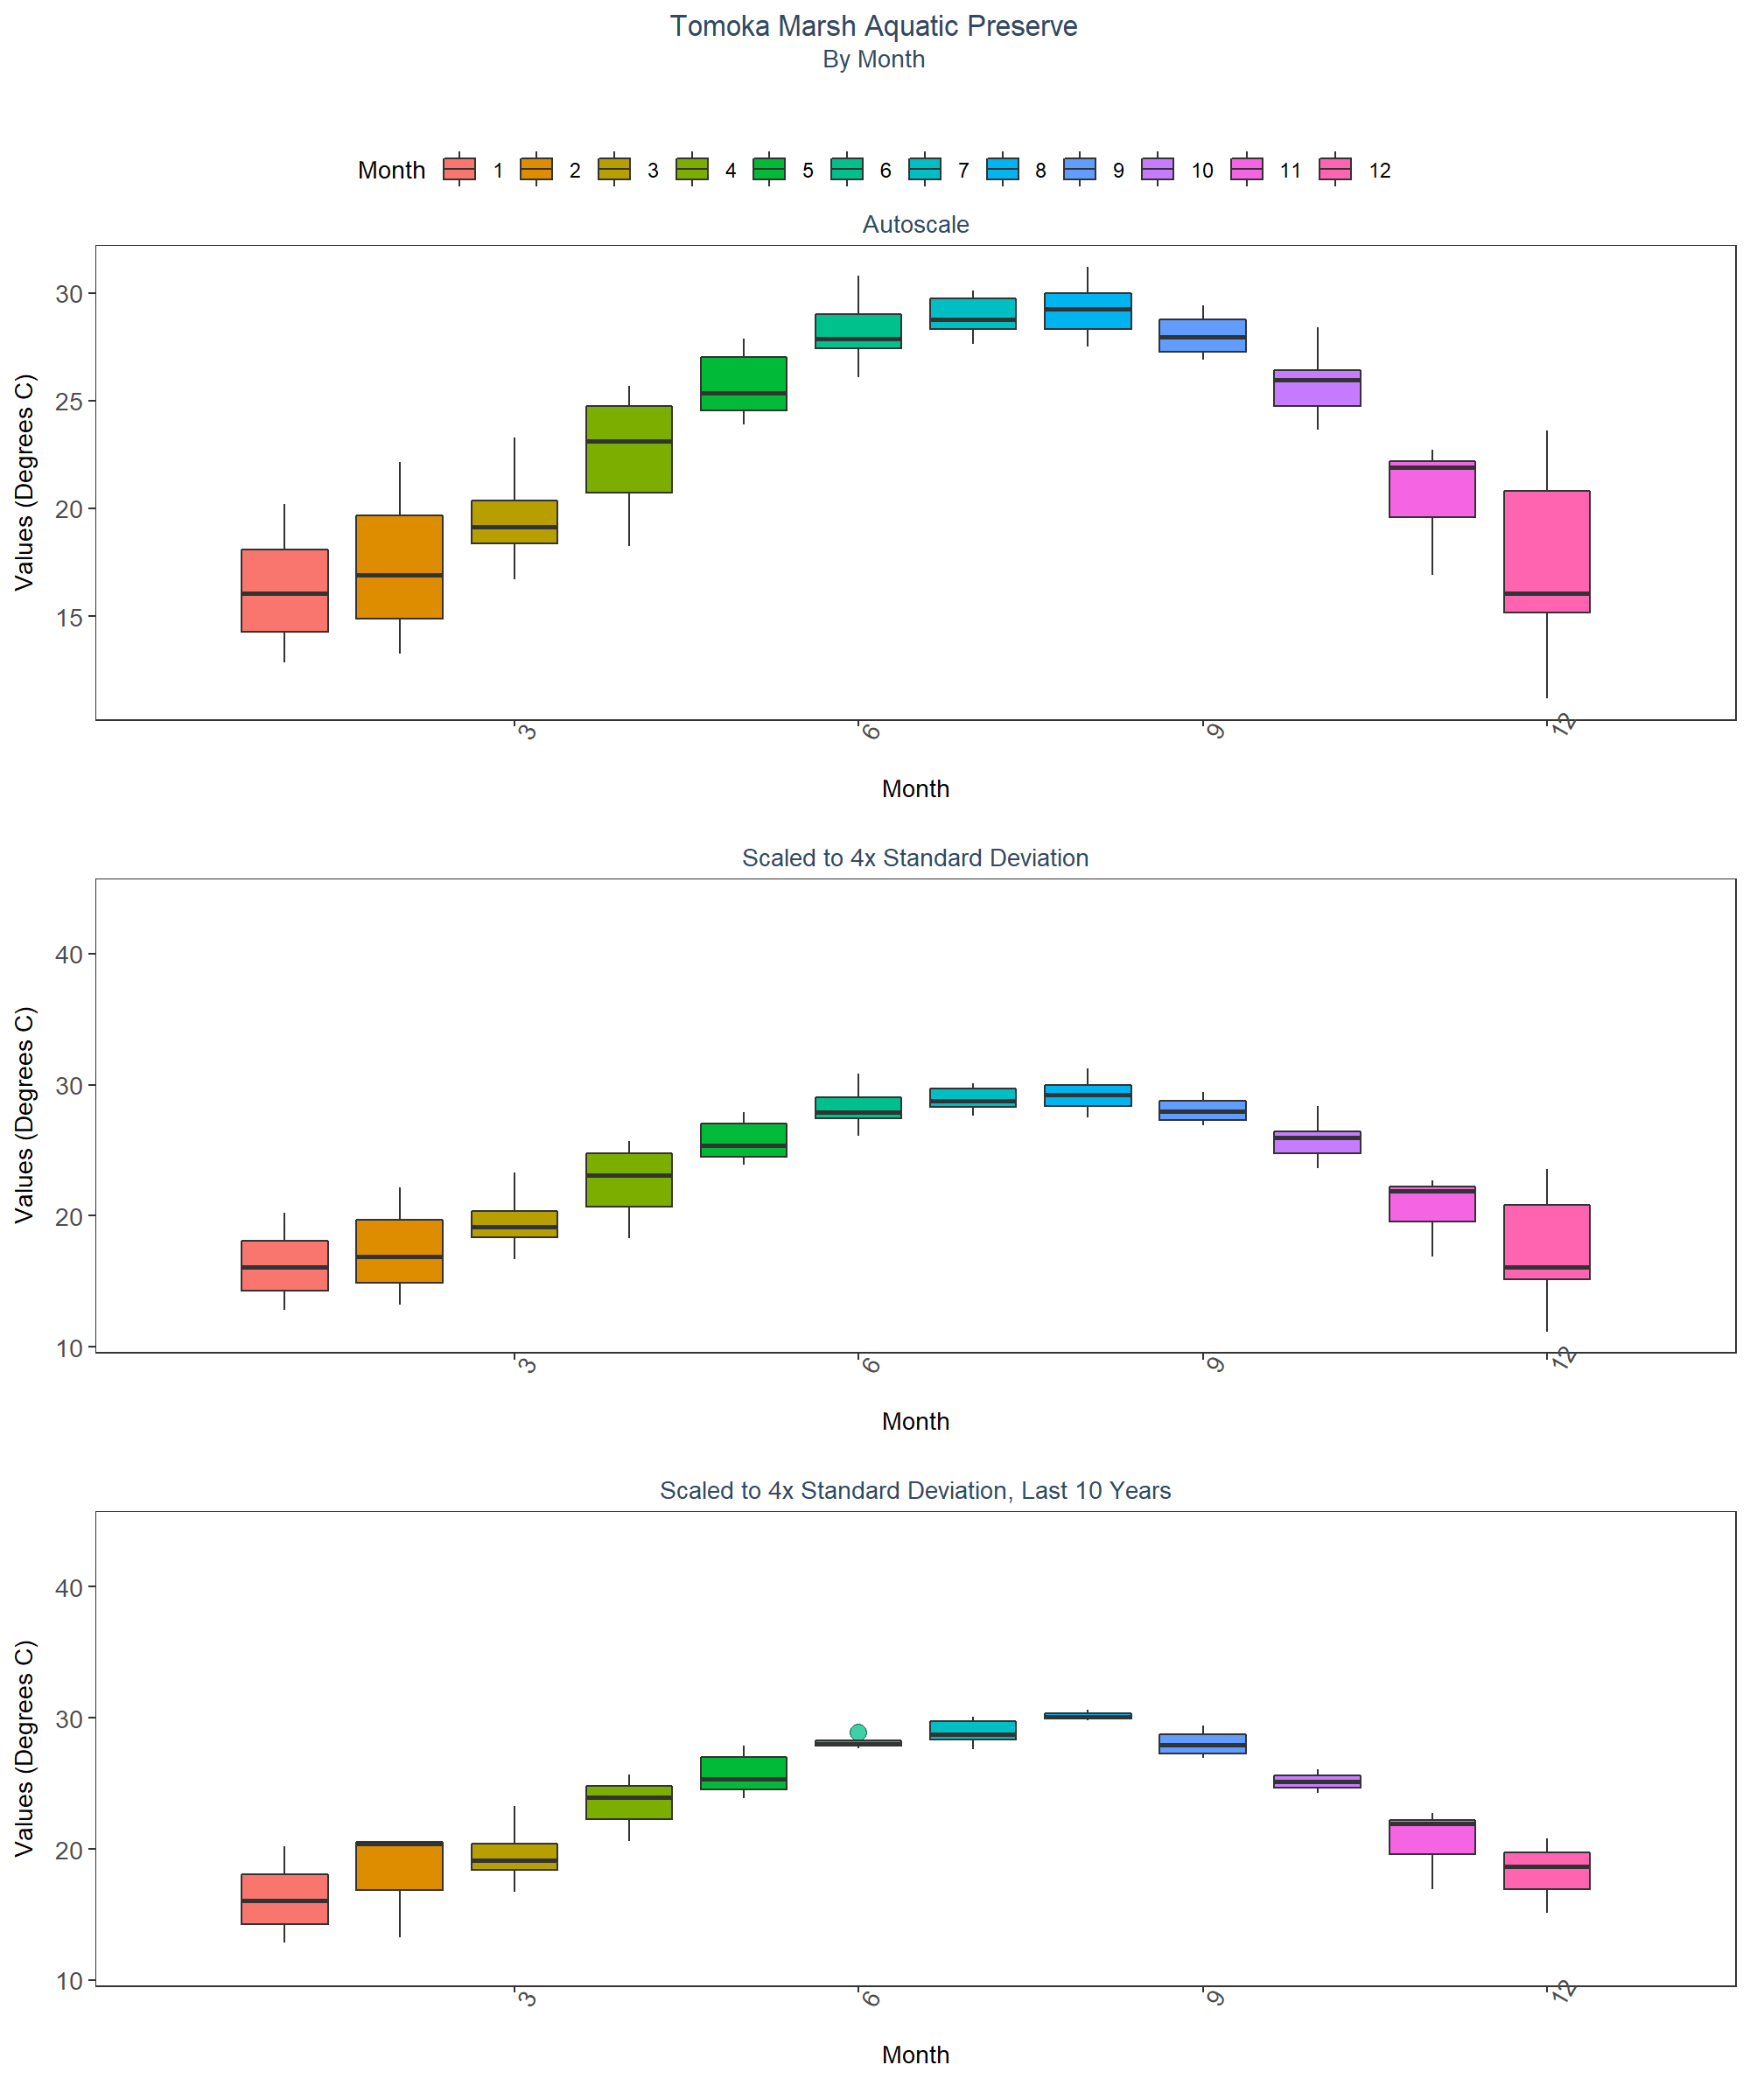 Tomoka Marsh Aquatic Preserve
By Month
Month 1 2 3 4 5 6 7 8 9 10 11 12
Autoscale
Values (Degrees C)
30
25
20
15
3 6 9 12
Month
Scaled to 4x Standard Deviation
Values (Degrees C)
40
30
20
10
3 6 9 12
Month
Scaled to 4x Standard Deviation, Last 10 Years
Values (Degrees C)
40
30
20
10
3 6 9 12
Month